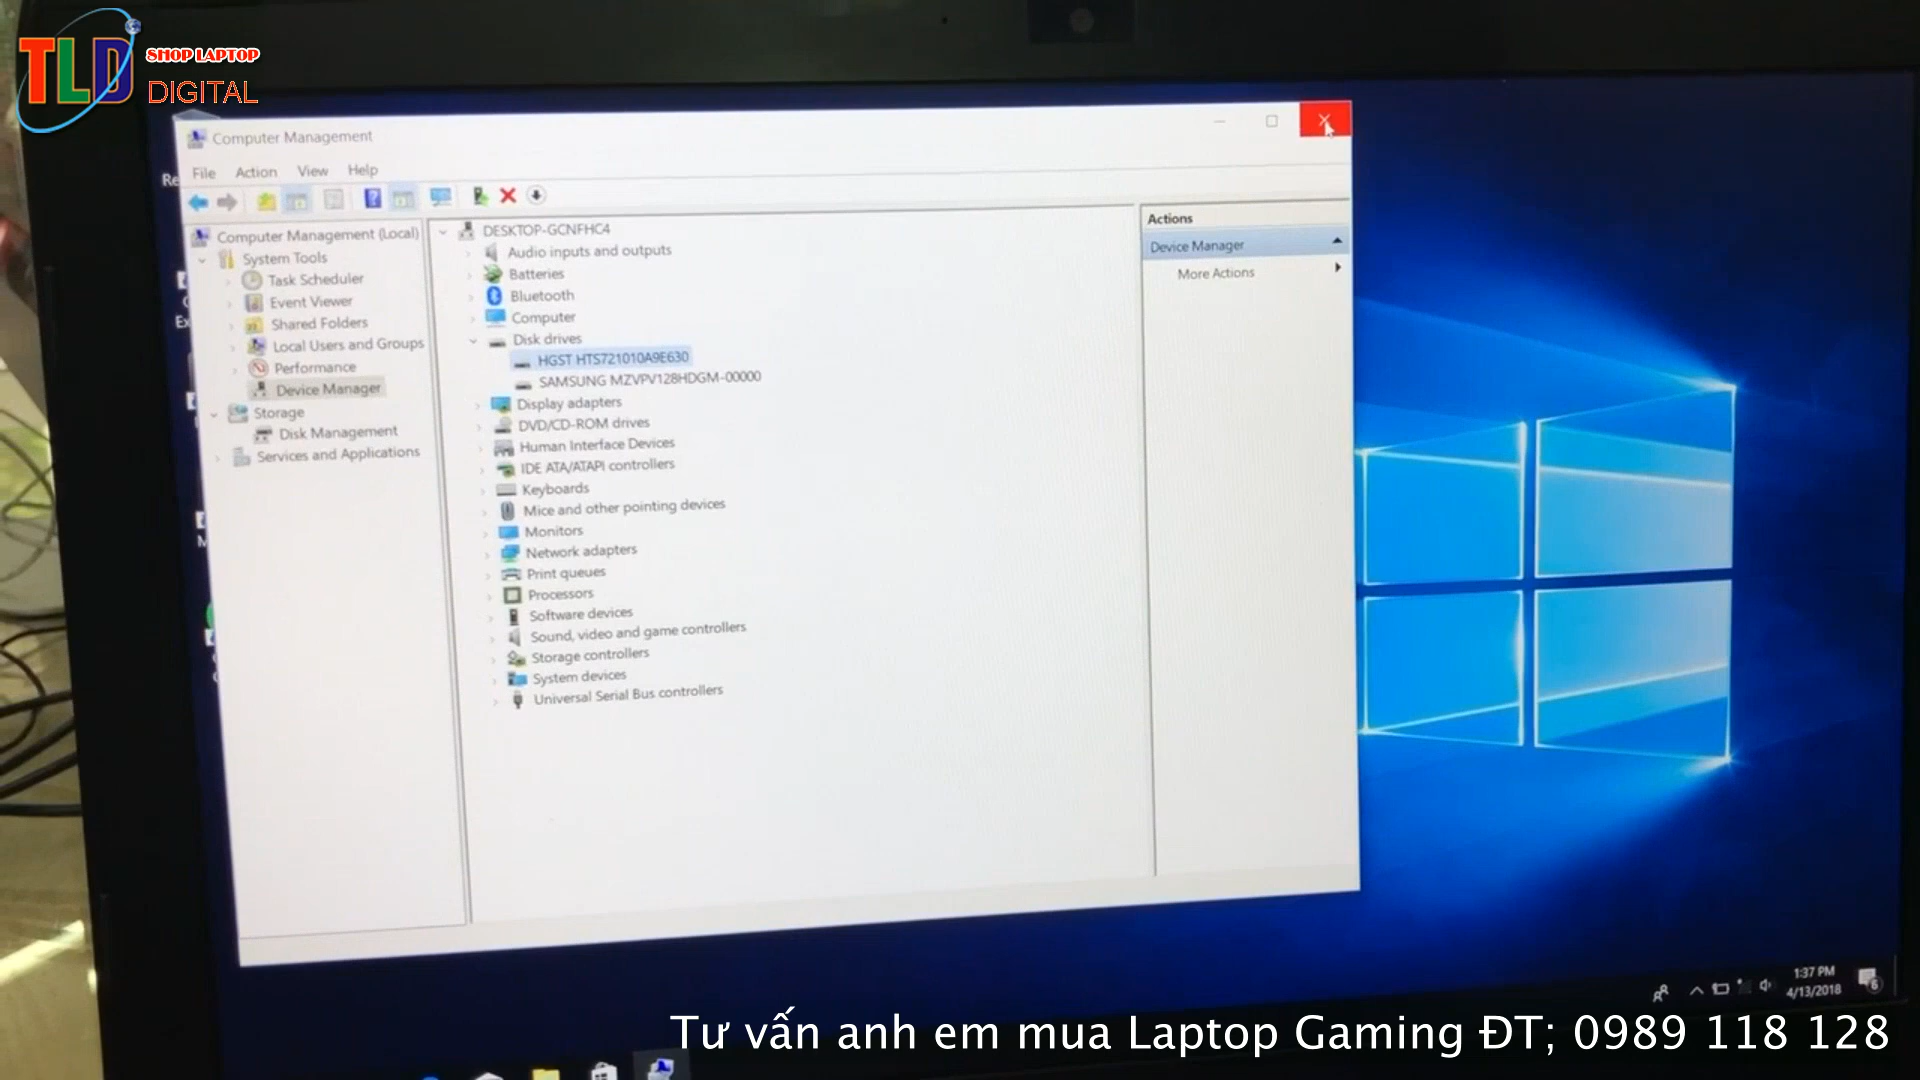 TLD
SHOP LAPTOP
DIGITAL
Computer Management
File Action View Help
Computer Management (Local)
System Tools
Task Scheduler
Event Viewer
Shared Folders
Local Users and Groups
Performance
Device Manager
Storage
Disk Management
Services and Applications
DESKTOP-GCNFHC4
Audio inputs and outputs
Batteries
Bluetooth
Computer
Disk drives
HGST HTS721010A9E630
SAMSUNG MZVPV128HDGM-00000
Display adapters
DVD/CD-ROM drives
Human Interface Devices
IDE ATA/ATAPI controllers
Keyboards
Mice and other pointing devices
Monitors
Network adapters
Print queues
Processors
Software devices
Sound, video and game controllers
Storage controllers
System devices
Universal Serial Bus controllers
Actions
Device Manager
More Actions
1:37 PM
4/13/2018
6
Tư vấn anh em mua Laptop Gaming ĐT; 0989 118 128